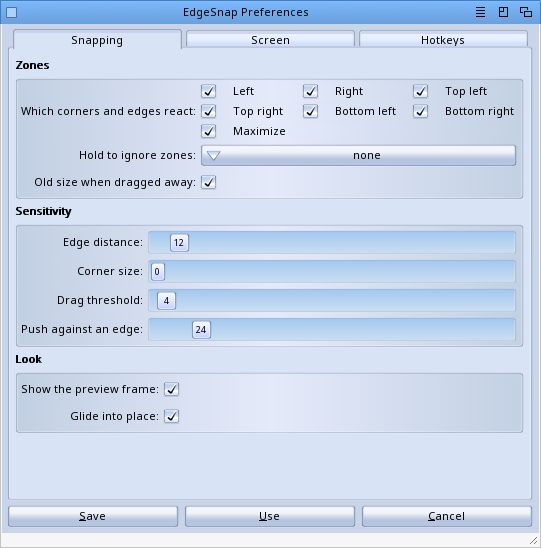 EdgeSnap Preferences
Snapping Screen Hotkeys
Zones
Left Right Top left
Which corners and edges react: Top right Bottom left Bottom right
Maximize
Hold to ignore zones: none
Old size when dragged away:
Sensitivity
Edge distance: 12
Corner size: 0
Drag threshold: 4
Push against an edge: 24
Look
Show the preview frame:
Glide into place:
Save Use Cancel